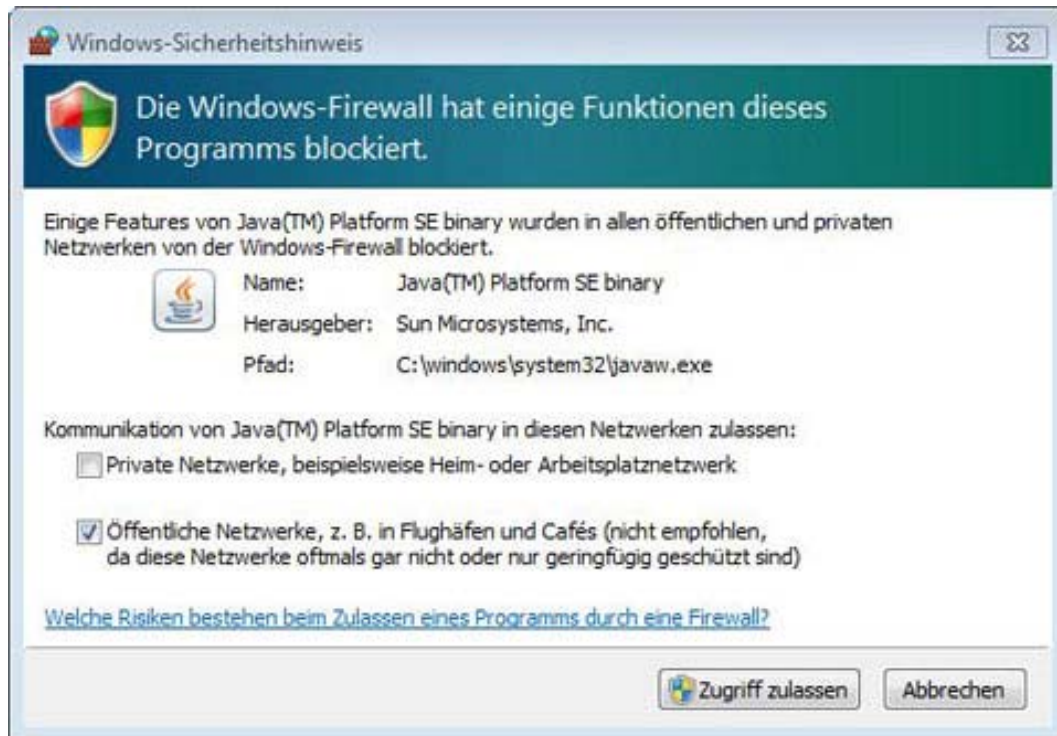 Windows-Sicherheitshinweis
Die Windows-Firewall hat einige Funktionen dieses
Programms blockiert.
Einige Features von Java(TM) Platform SE binary wurden in allen öffentlichen und privaten
Netzwerken von der Windows-Firewall blockiert.
Name: Java(TM) Platform SE binary
Herausgeber: Sun Microsystems, Inc.
Pfad: C:\windows\system32\javaw.exe
Kommunikation von Java(TM) Platform SE binary in diesen Netzwerken zulassen:
Private Netzwerke, beispielsweise Heim- oder Arbeitsplatznetzwerk
Öffentliche Netzwerke, z. B. in Flughäfen und Cafés (nicht empfohlen,
da diese Netzwerke oftmals gar nicht oder nur geringfügig geschützt sind)
Welche Risiken bestehen beim Zulassen eines Programms durch eine Firewall?
Zugriff zulassen Abbrechen